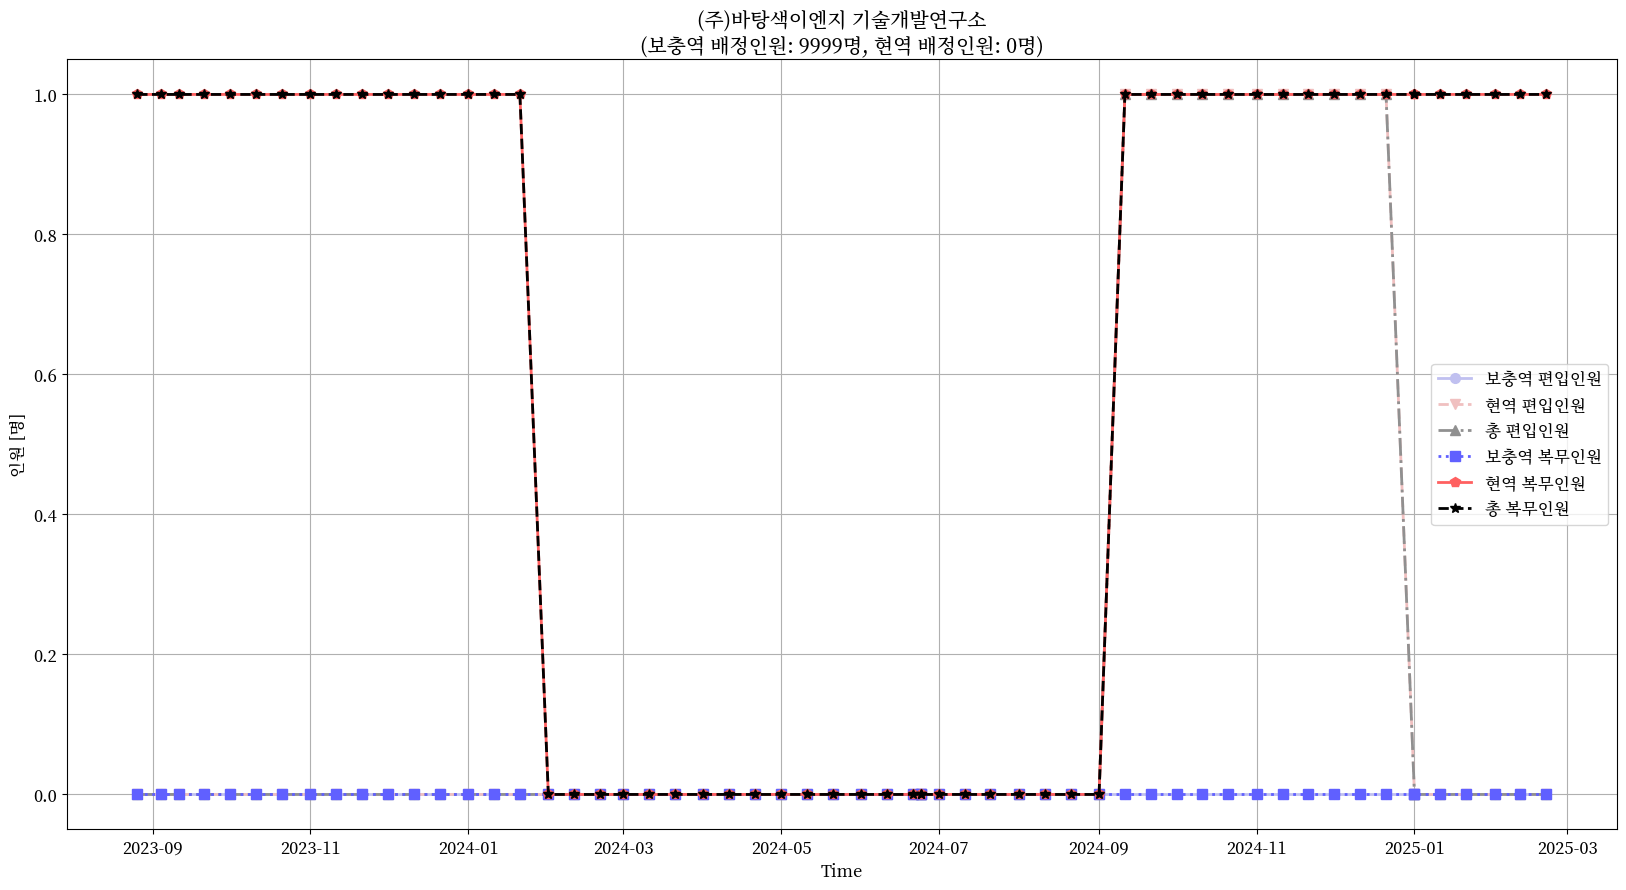 (주)바탕색이엔지 기술개발연구소
(보충역 배정인원: 9999명, 현역 배정인원: 0명)
인원 [명]
1.0
0.8
0.6
0.4
0.2
0.0
보충역 편입인원
현역 편입인원
총 편입인원
보충역 복무인원
현역 복무인원
총 복무인원
2023-09
2023-11
2024-01
2024-03
2024-05
2024-07
2024-09
2024-11
2025-01
2025-03
Time